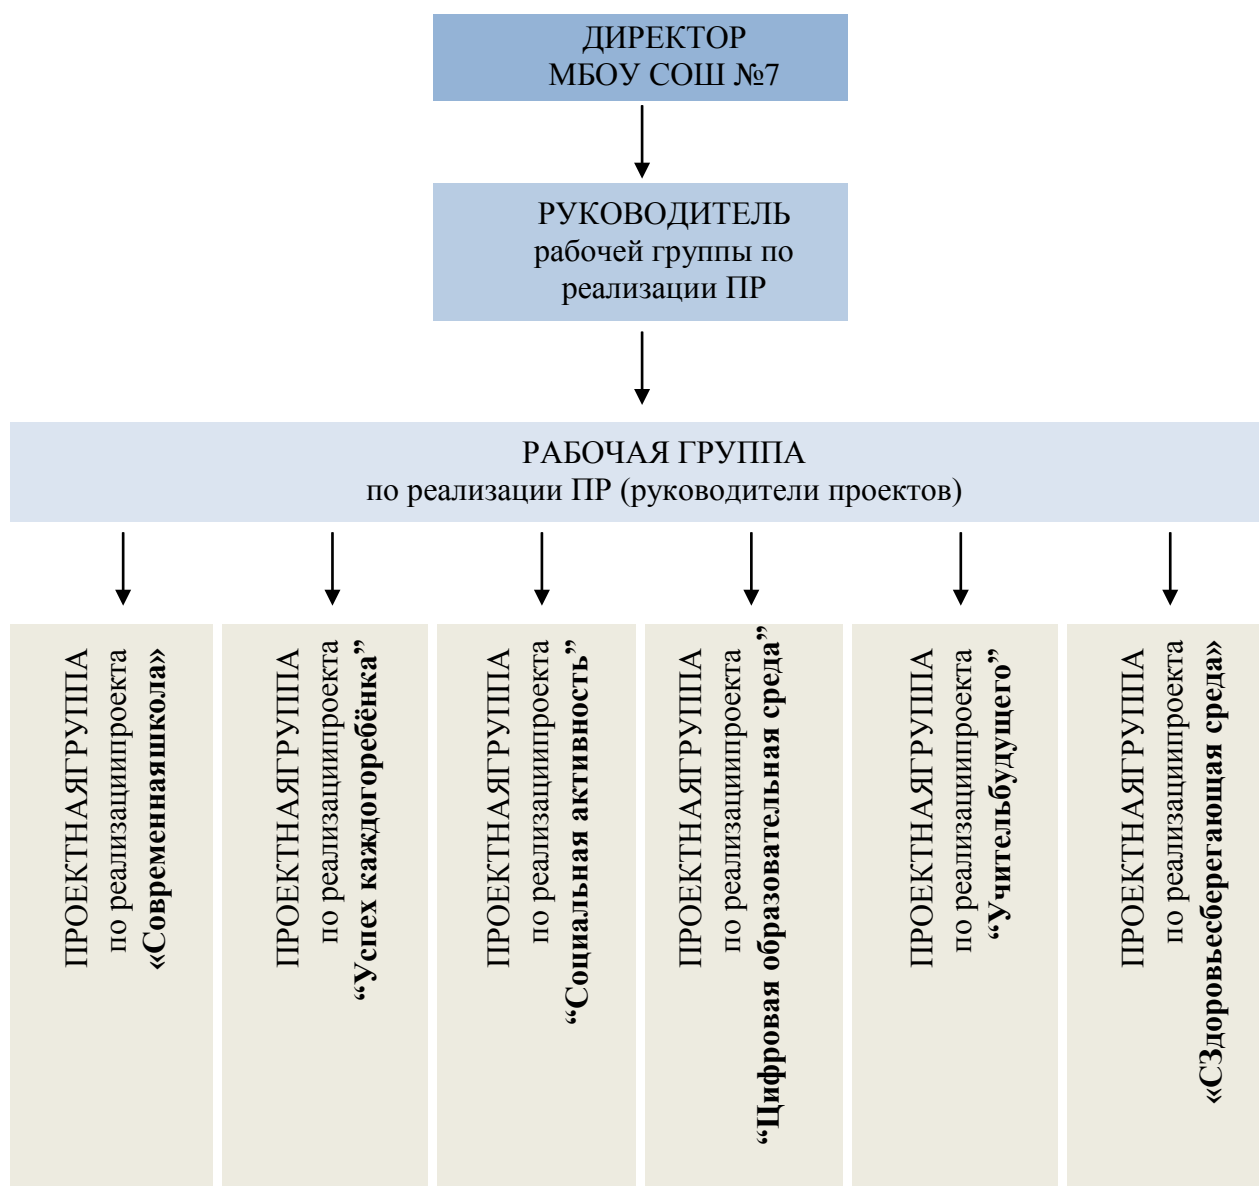 ДИРЕКТОР
МБОУ СОШ №7
РУКОВОДИТЕЛЬ
рабочей группы по
реализации ПР
РАБОЧАЯ ГРУППА
по реализации ПР (руководители проектов)
ПРОЕКТНАЯГРУППА
по реализациипроекта
«Современнаяшкола»
ПРОЕКТНАЯГРУППА
по реализациипроекта
“Успех каждогоребёнка”
ПРОЕКТНАЯГРУППА
по реализациипроекта
“Социальная активность”
ПРОЕКТНАЯГРУППА
по реализациипроекта
“Цифровая образовательная среда”
ПРОЕКТНАЯГРУППА
по реализациипроекта
“Учительбудущего”
ПРОЕКТНАЯГРУППА
по реализациипроекта
«СЗдоровьесберегающая среда»